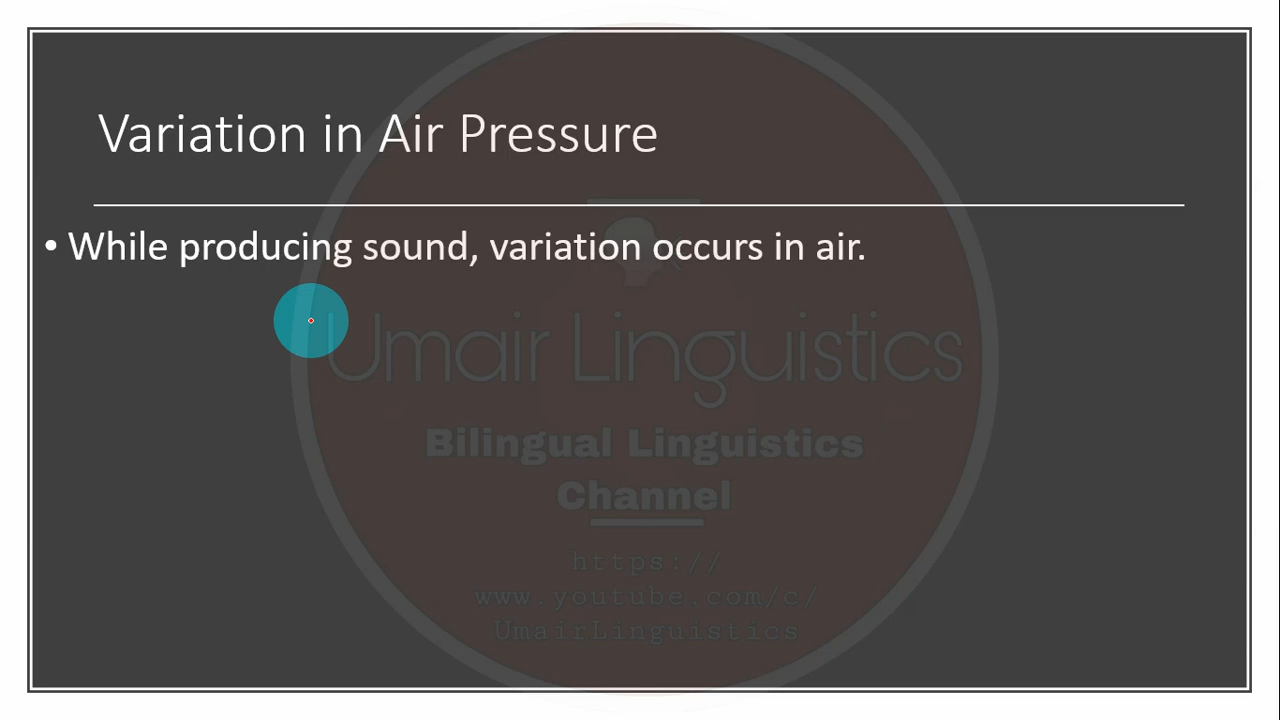 Variation in Air Pressure
• While producing sound, variation occurs in air.
Umair Linguistics
Bilingual Linguistics
Channel
https://
www.youtube.com/c/
UmairLinguistics